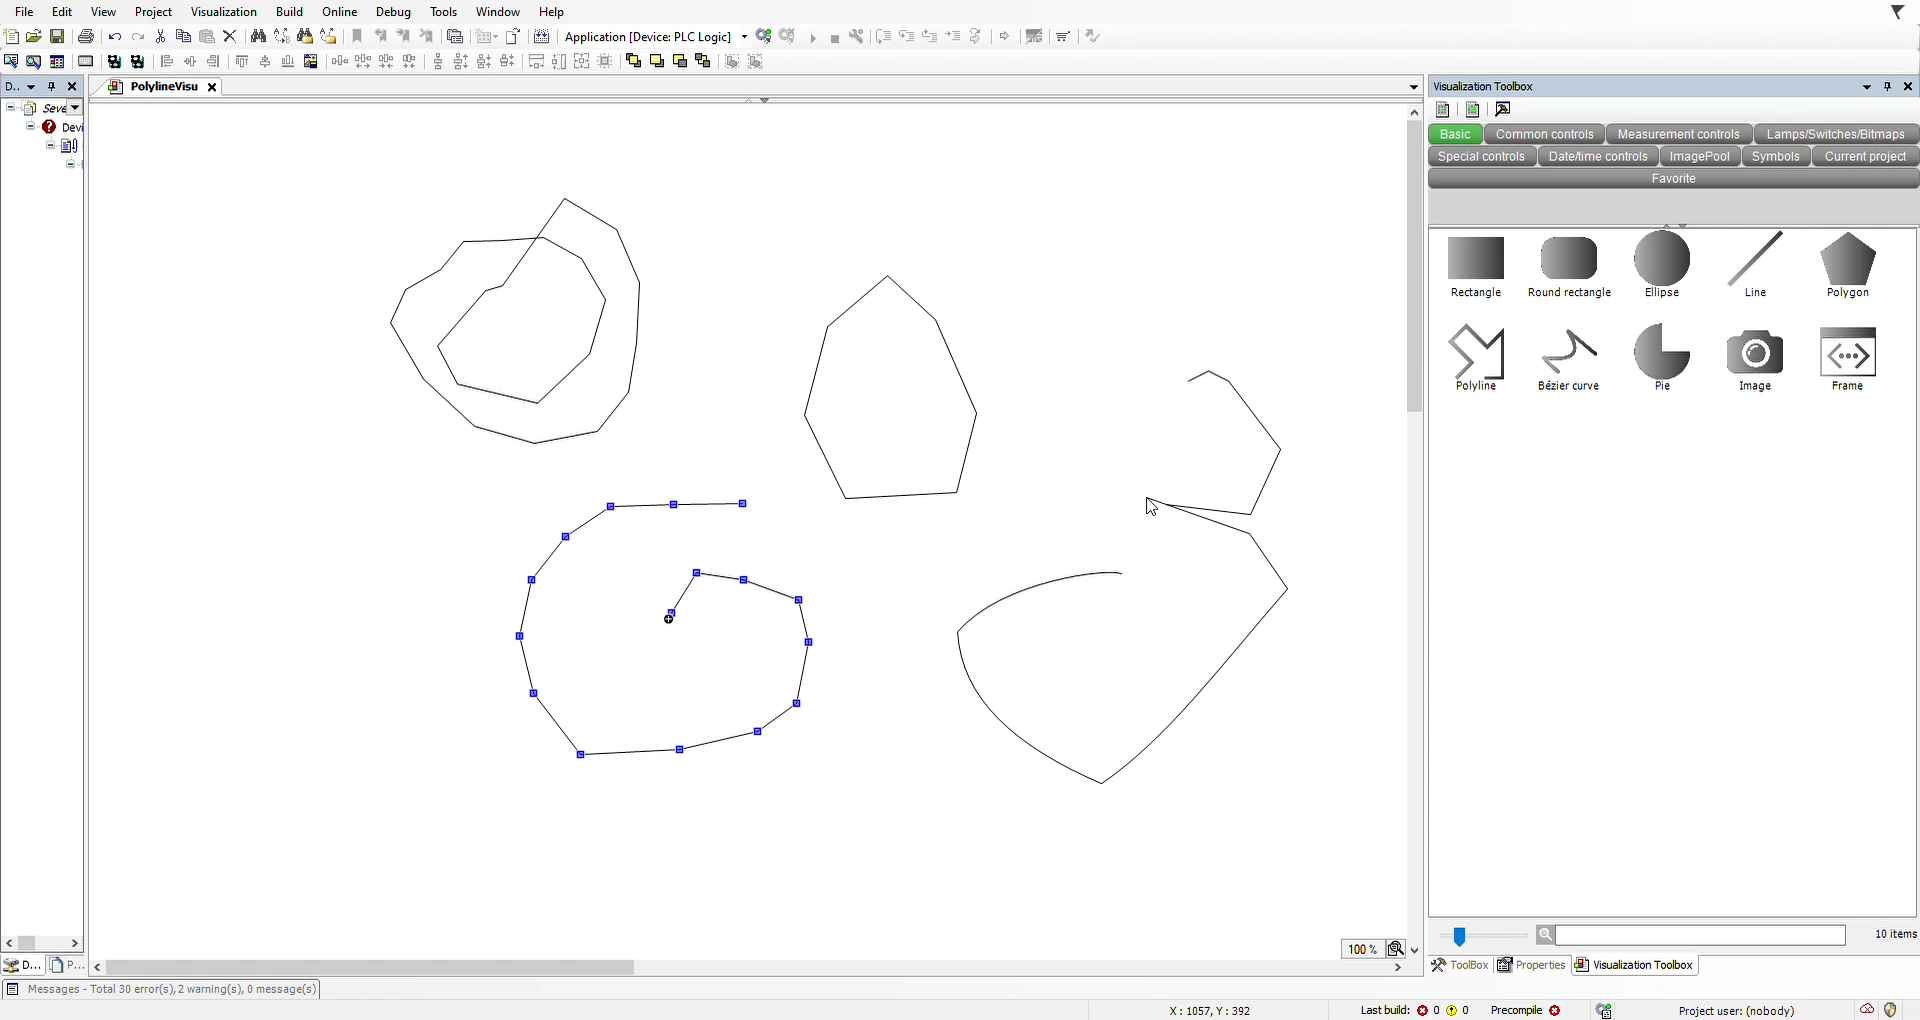 File Edit View Project Visualization Build Online Debug Tools Window Help
Application [Device: PLC Logic]
D..
PolylineVisu
Visualization Toolbox
Seve
Devi
Basic Common controls Measurement controls Lamps/Switches/Bitmaps
Special controls Date/time controls ImagePool Symbols Current project
Favorite
Rectangle Round rectangle Ellipse Line Polygon
Polyline Bézier curve Pie Image Frame
100 %
10 items
D... P...
ToolBox Properties Visualization Toolbox
Messages - Total 30 error(s), 2 warning(s), 0 message(s)
X : 1057, Y : 392 Last build: 0 0 Precompile Project user: (nobody)